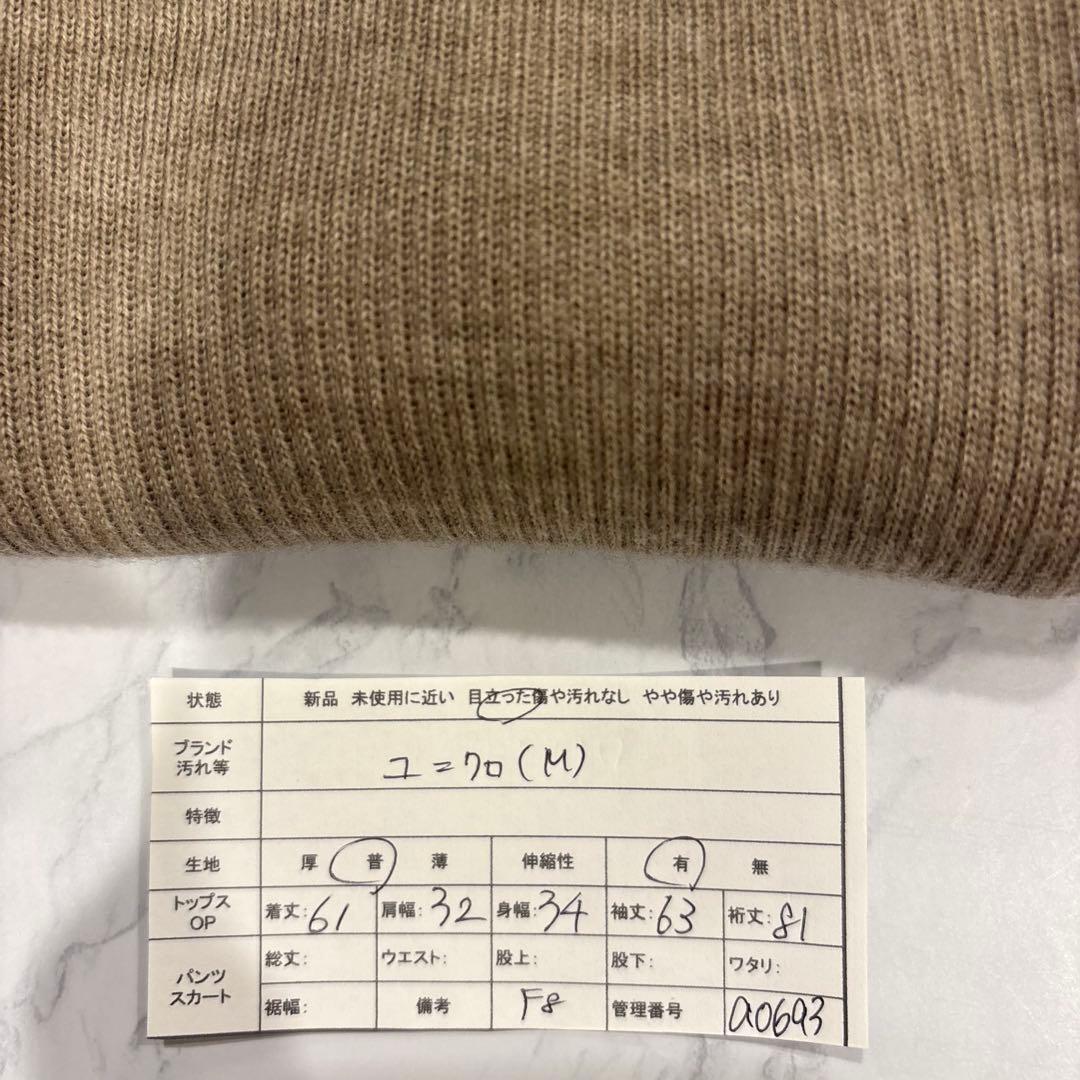 状態 新品 未使用に近い 目立った傷や汚れなし やや傷や汚れあり
ブランド
汚れ等
ユニクロ(M)
特徴
生地 厚 普 薄 伸縮性 有 無
トップス
OP
着丈:61 肩幅:32 身幅:34 袖丈:63 裄丈:81
パンツ
スカート
総丈: ウエスト: 股上: 股下: ワタリ:
裾幅: 備考 F8 管理番号 a0693